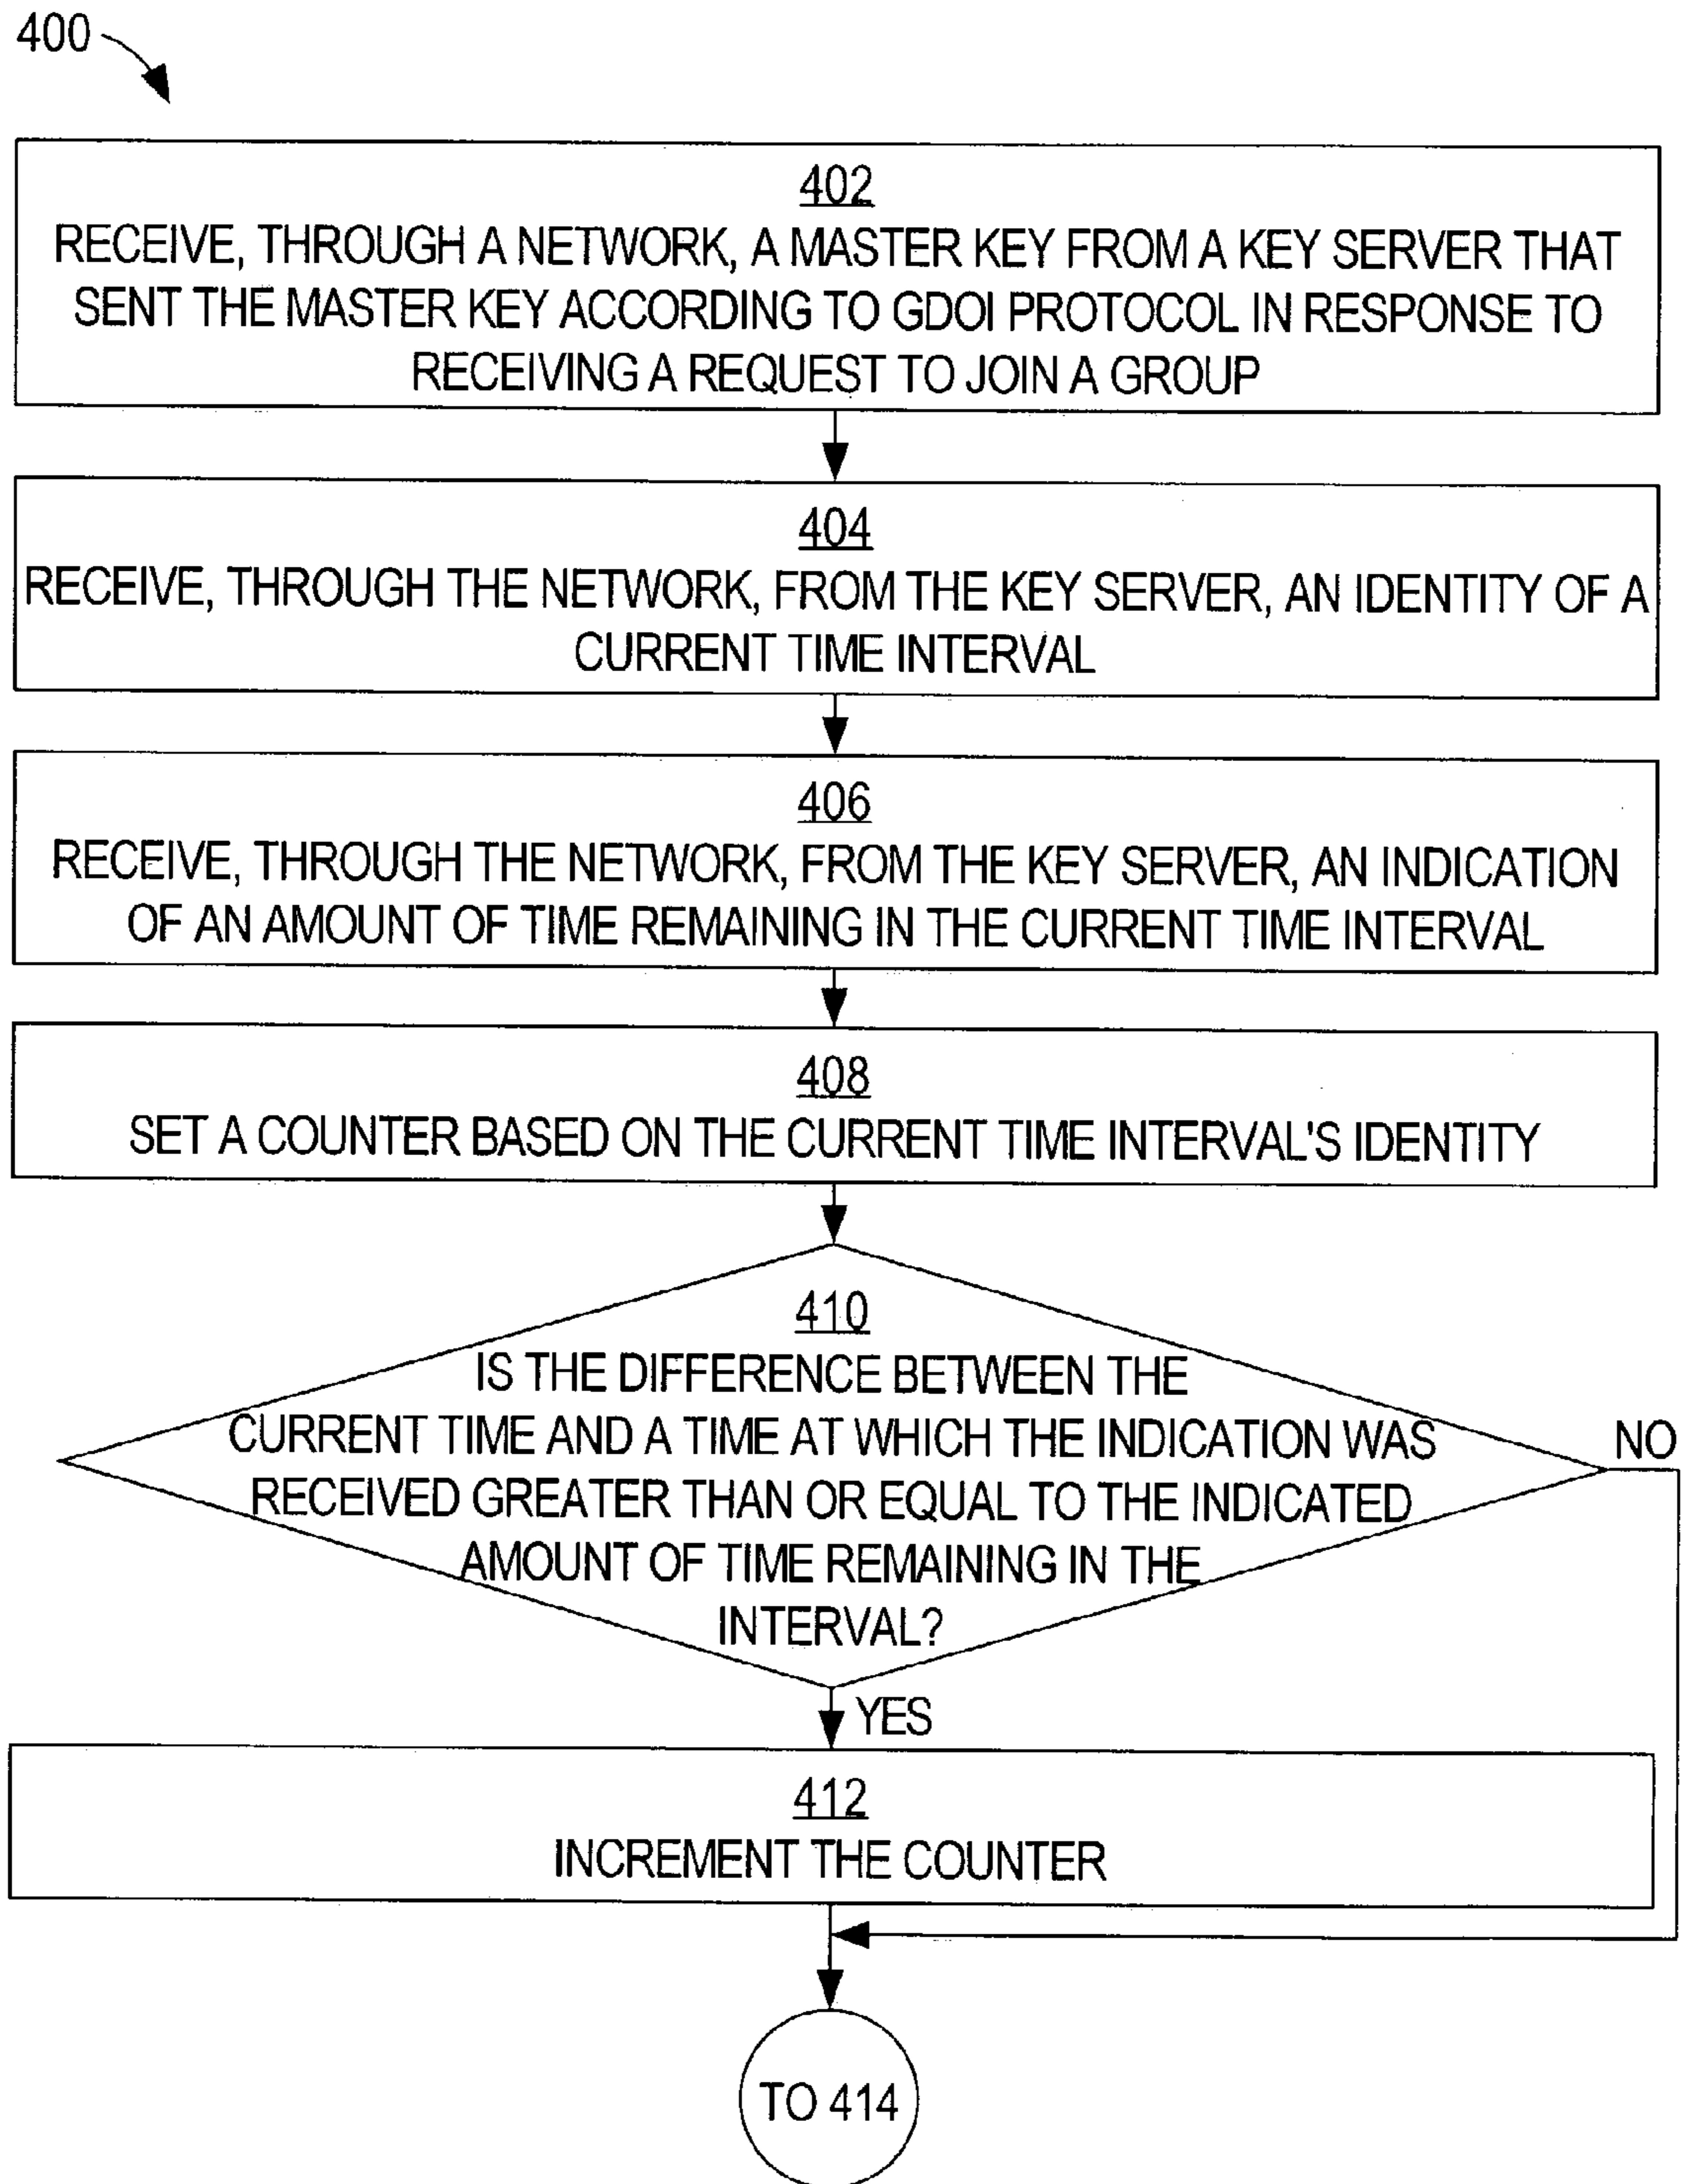 400
402
RECEIVE, THROUGH A NETWORK, A MASTER KEY FROM A KEY SERVER THAT
SENT THE MASTER KEY ACCORDING TO GDOI PROTOCOL IN RESPONSE TO
RECEIVING A REQUEST TO JOIN A GROUP
404
RECEIVE, THROUGH THE NETWORK, FROM THE KEY SERVER, AN IDENTITY OF A
CURRENT TIME INTERVAL
406
RECEIVE, THROUGH THE NETWORK, FROM THE KEY SERVER, AN INDICATION
OF AN AMOUNT OF TIME REMAINING IN THE CURRENT TIME INTERVAL
408
SET A COUNTER BASED ON THE CURRENT TIME INTERVAL'S IDENTITY
410
IS THE DIFFERENCE BETWEEN THE
CURRENT TIME AND A TIME AT WHICH THE INDICATION WAS
RECEIVED GREATER THAN OR EQUAL TO THE INDICATED
AMOUNT OF TIME REMAINING IN THE
INTERVAL?
NO
YES
412
INCREMENT THE COUNTER
TO 414